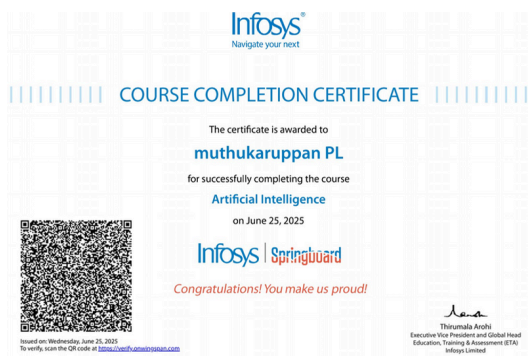 Infosys®
Navigate your next
COURSE COMPLETION CERTIFICATE
The certificate is awarded to
muthukaruppan PL
for successfully completing the course
Artificial Intelligence
on June 25, 2025
Infosys | Springboard
Congratulations! You make us proud!
Issued on: Wednesday, June 25, 2025
To verify, scan the QR code at https://verify.onwingspan.com
Thirumala Arohi
Executive Vice President and Global Head
Education, Training & Assessment (ETA)
Infosys Limited